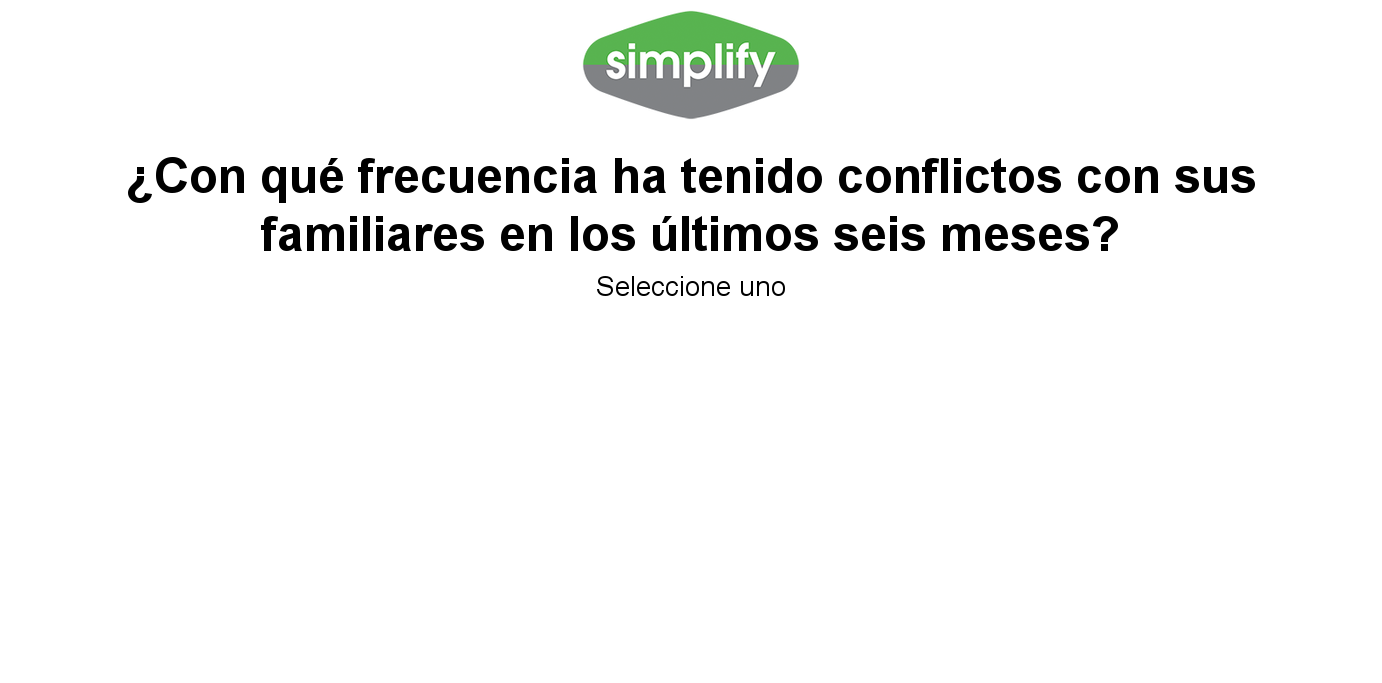 simplify
¿Con qué frecuencia ha tenido conflictos con sus
familiares en los últimos seis meses?
Seleccione uno